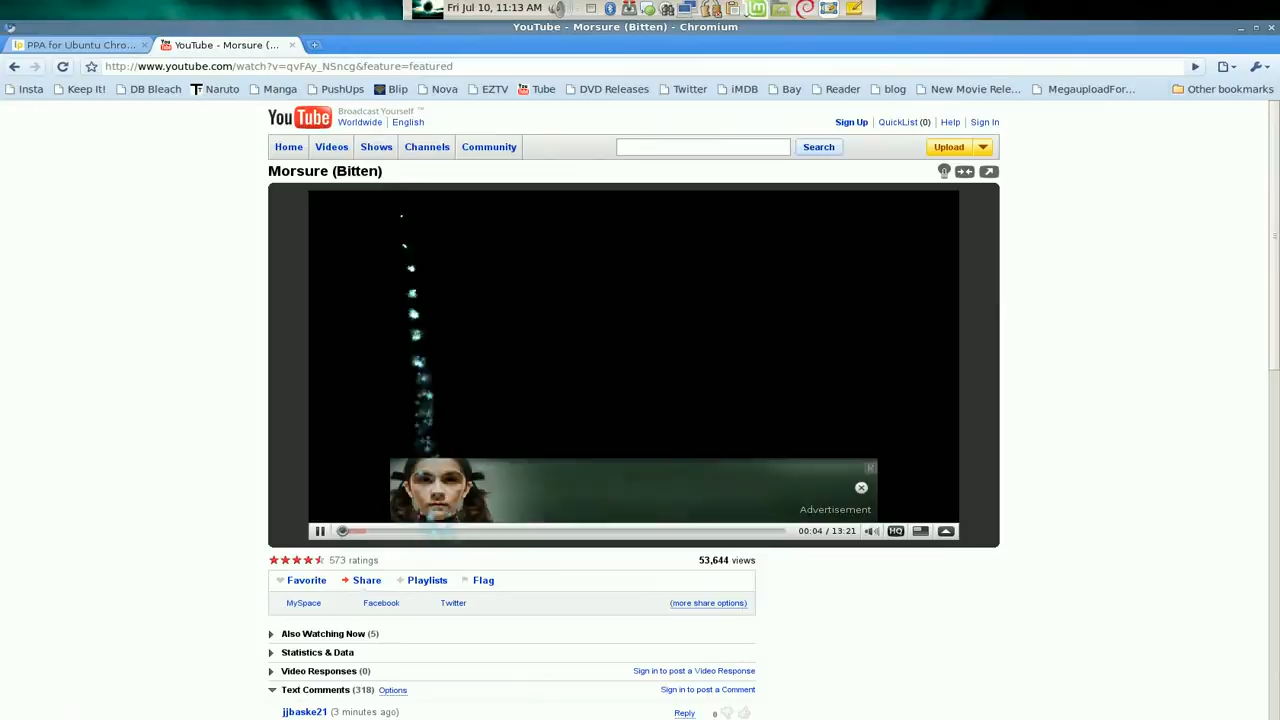 Fri Jul 10, 11:13 AM
YouTube - Morsure (Bitten) - Chromium
PPA for Ubuntu Chro...
YouTube - Morsure (...
http://www.youtube.com/watch?v=qvFAy_NSncg&feature=featured
Insta Keep It! DB Bleach Naruto Manga PushUps Blip Nova EZTV Tube DVD Releases Twitter iMDB Bay Reader blog New Movie Rele... MegauploadFor... Other bookmarks
YouTube Broadcast Yourself ™
Worldwide English
Sign Up QuickList (0) Help Sign In
Home Videos Shows Channels Community Search Upload
Morsure (Bitten)
Advertisement
00:04 / 13:21 HQ
573 ratings 53,644 views
Favorite Share Playlists Flag
MySpace Facebook Twitter (more share options)
Also Watching Now (5)
Statistics & Data
Video Responses (0) Sign in to post a Video Response
Text Comments (318) Options Sign in to post a Comment
jjbaske21 (3 minutes ago) Reply 0